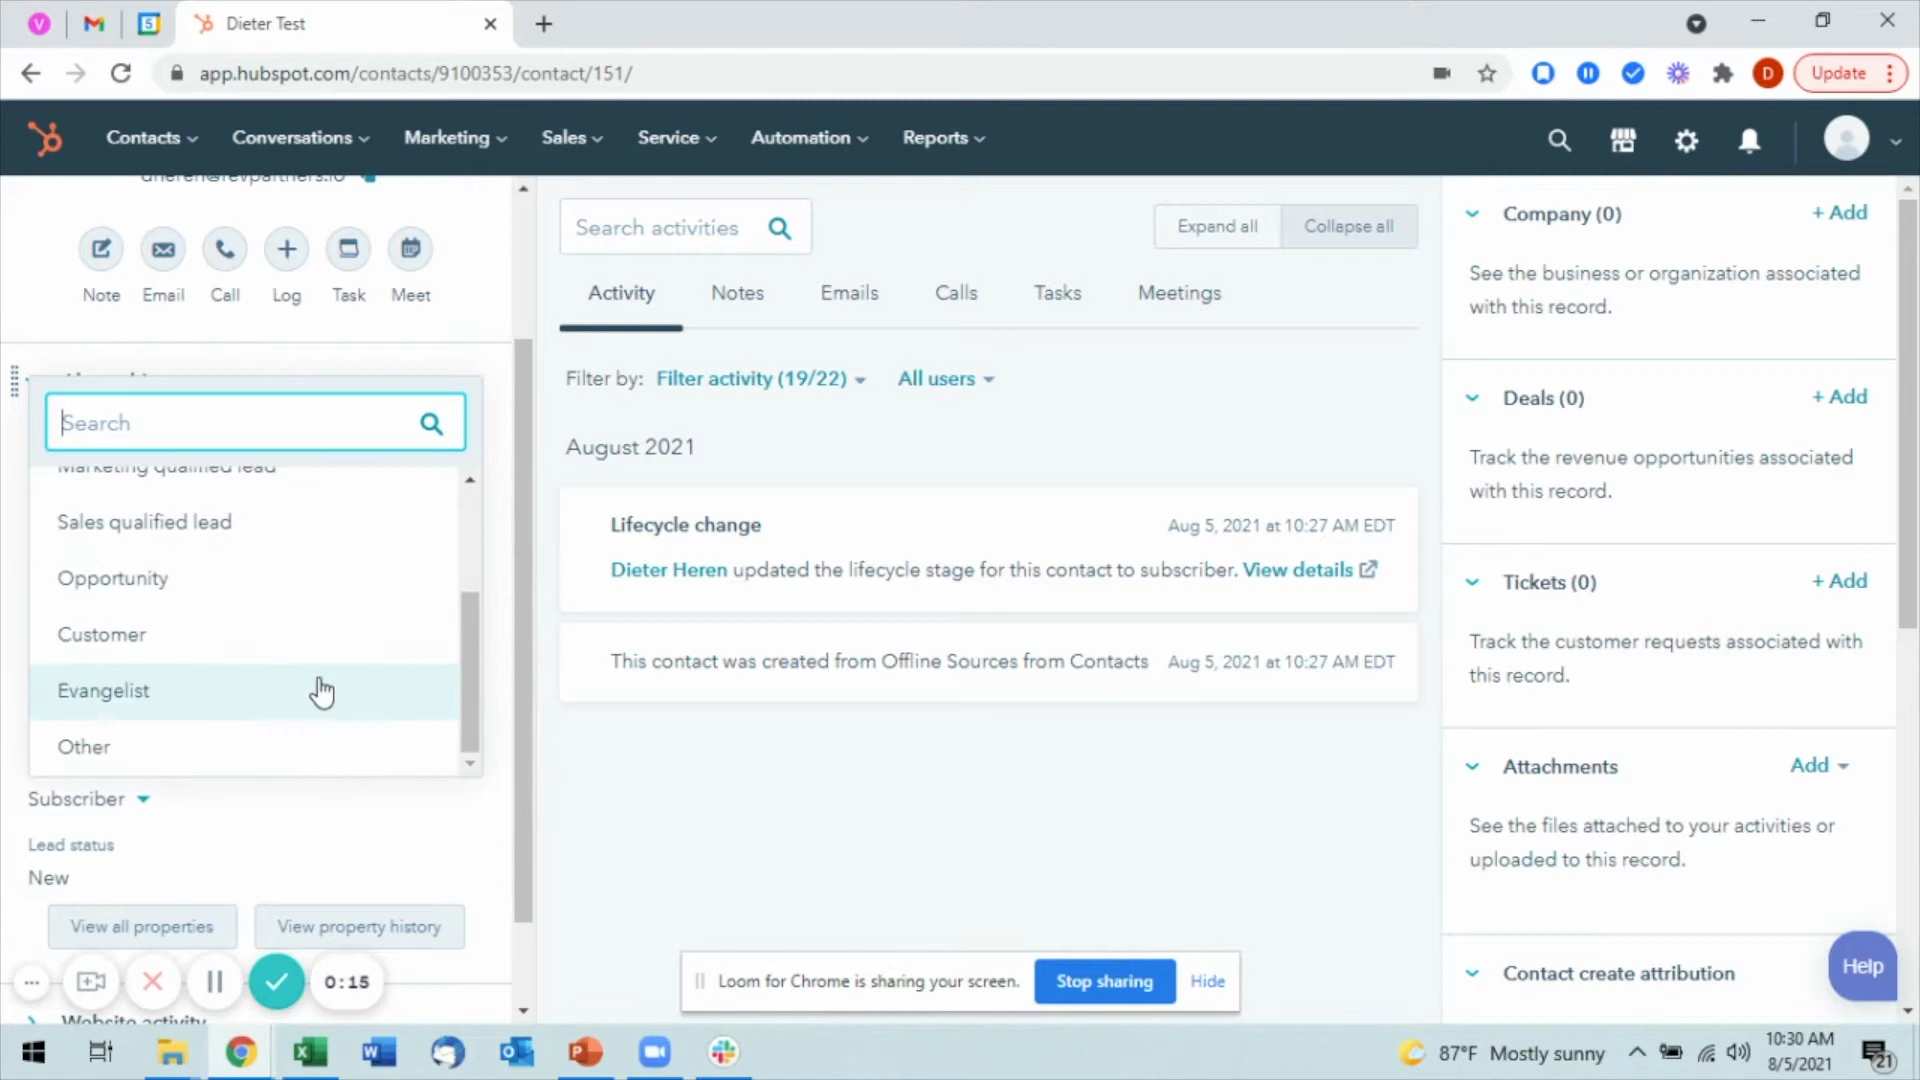 V
5
Dieter Test
app.hubspot.com/contacts/9100353/contact/151/
D
Update
Contacts
Conversations
Marketing
Sales
Service
Automation
Reports
dheren@revpartners.io
Note
Email
Call
Log
Task
Meet
Search
Marketing qualified lead
Sales qualified lead
Opportunity
Customer
Evangelist
Other
Subscriber
Lead status
New
View all properties
View property history
0:15
Website activity
Search activities
Expand all
Collapse all
Activity
Notes
Emails
Calls
Tasks
Meetings
Filter by: Filter activity (19/22) All users
August 2021
Lifecycle change
Aug 5, 2021 at 10:27 AM EDT
Dieter Heren updated the lifecycle stage for this contact to subscriber. View details
This contact was created from Offline Sources from Contacts
Aug 5, 2021 at 10:27 AM EDT
Loom for Chrome is sharing your screen.
Stop sharing
Hide
Company (0)
+ Add
See the business or organization associated
with this record.
Deals (0)
+ Add
Track the revenue opportunities associated
with this record.
Tickets (0)
+ Add
Track the customer requests associated with
this record.
Attachments
Add
See the files attached to your activities or
uploaded to this record.
Contact create attribution
Help
87°F Mostly sunny
10:30 AM
8/5/2021
21